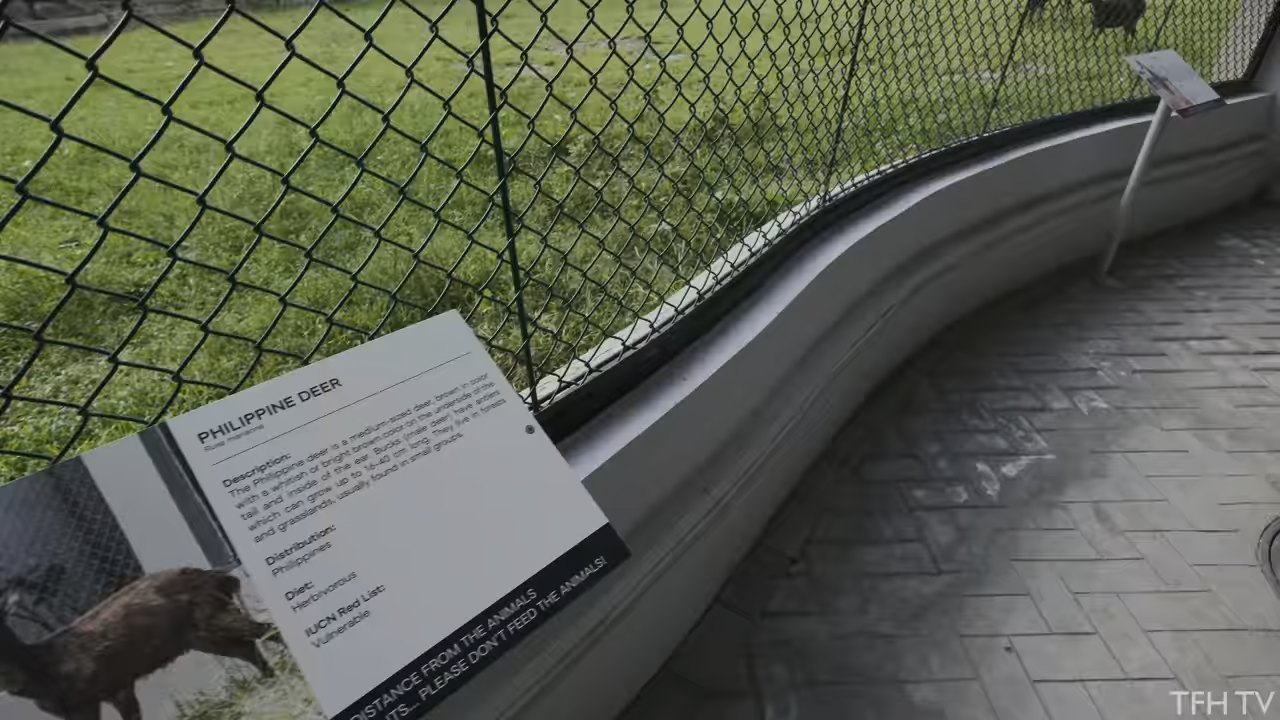 PHILIPPINE DEER
Rusa marianna
Description:
The Philippine deer is a medium-sized deer, brown in color
with a whitish or bright brown color on the underside of the
tail and inside of the ear. Bucks (male deer) have antlers
which can grow up to 16-40 cm long. They live in forests
and grasslands, usually found in small groups.
Distribution:
Philippines
Diet:
Herbivorous
IUCN Red List:
Vulnerable
DISTANCE FROM THE ANIMALS
PLEASE DON'T FEED THE ANIMALS!
TFH TV